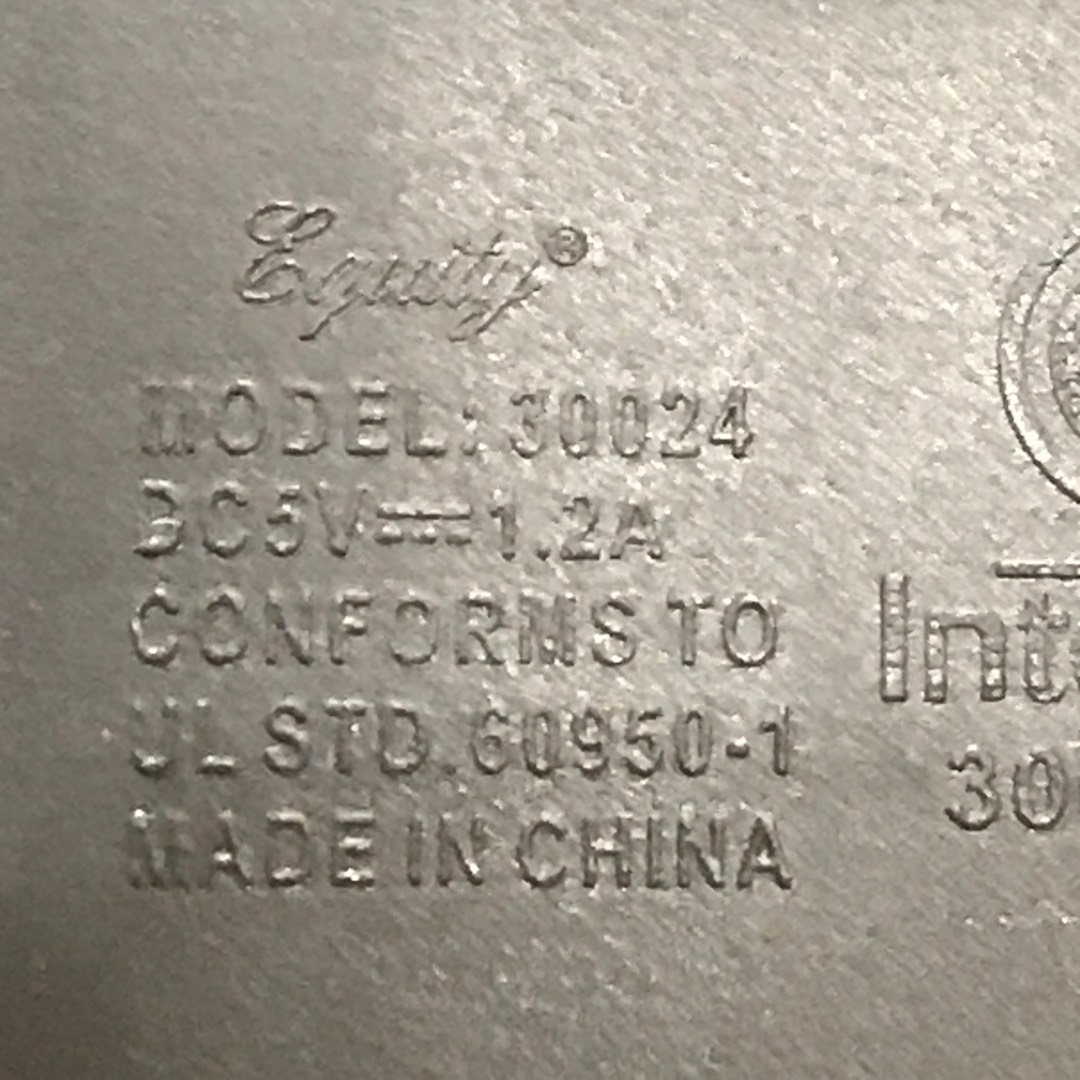 Equity®
MODEL: 30024
DC5V⎓1.2A
CONFORMS TO
UL STD.60950-1
MADE IN CHINA